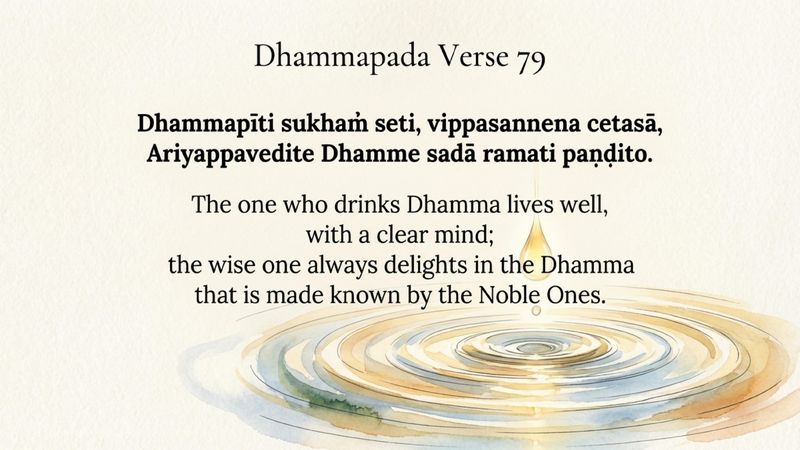 Dhammapada Verse 79
Dhammapīti sukhaṁ seti, vippasannena cetasā,
Ariyappavedite Dhamme sadā ramati paṇḍito.
The one who drinks Dhamma lives well,
with a clear mind;
the wise one always delights in the Dhamma
that is made known by the Noble Ones.